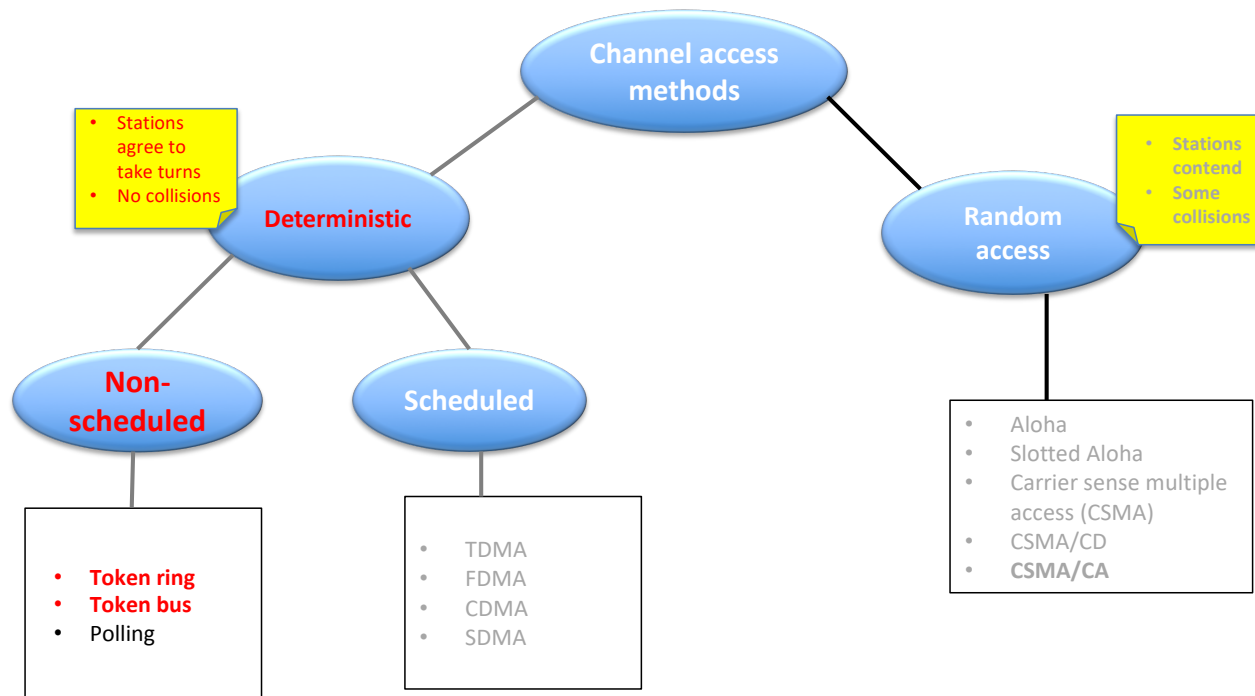 Channel access
methods
• Stations
agree to
take turns
• No collisions
Deterministic
• Stations
contend
• Some
collisions
Random
access
Non-
scheduled
Scheduled
• Token ring
• Token bus
• Polling
• TDMA
• FDMA
• CDMA
• SDMA
• Aloha
• Slotted Aloha
• Carrier sense multiple
access (CSMA)
• CSMA/CD
• CSMA/CA